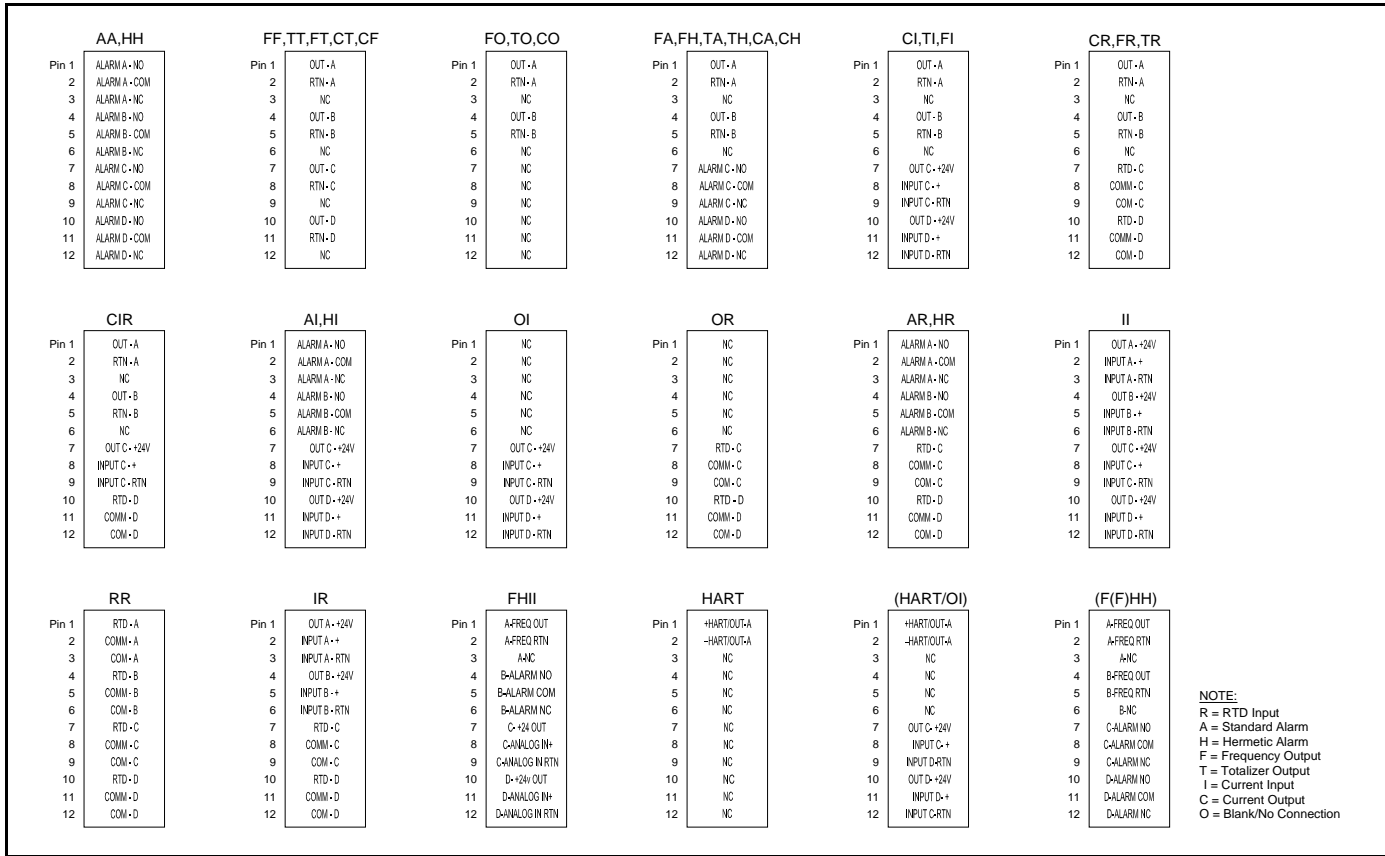 AA,HH
Pin 1 ALARM A - NO
2 ALARM A - COM
3 ALARM A - NC
4 ALARM B - NO
5 ALARM B - COM
6 ALARM B - NC
7 ALARM C - NO
8 ALARM C - COM
9 ALARM C - NC
10 ALARM D - NO
11 ALARM D - COM
12 ALARM D - NC
FF,TT,FT,CT,CF
Pin 1 OUT - A
2 RTN - A
3 NC
4 OUT - B
5 RTN - B
6 NC
7 OUT - C
8 RTN - C
9 NC
10 OUT - D
11 RTN - D
12 NC
FO,TO,CO
Pin 1 OUT - A
2 RTN - A
3 NC
4 OUT - B
5 RTN - B
6 NC
7 NC
8 NC
9 NC
10 NC
11 NC
12 NC
FA,FH,TA,TH,CA,CH
Pin 1 OUT - A
2 RTN - A
3 NC
4 OUT - B
5 RTN - B
6 NC
7 ALARM C - NO
8 ALARM C - COM
9 ALARM C - NC
10 ALARM D - NO
11 ALARM D - COM
12 ALARM D - NC
CI,TI,FI
Pin 1 OUT - A
2 RTN - A
3 NC
4 OUT - B
5 RTN - B
6 NC
7 OUT C - +24V
8 INPUT C - +
9 INPUT C - RTN
10 OUT D - +24V
11 INPUT D - +
12 INPUT D - RTN
CR,FR,TR
Pin 1 OUT - A
2 RTN - A
3 NC
4 OUT - B
5 RTN - B
6 NC
7 RTD - C
8 COMM - C
9 COM - C
10 RTD - D
11 COMM - D
12 COM - D
CIR
Pin 1 OUT - A
2 RTN - A
3 NC
4 OUT - B
5 RTN - B
6 NC
7 OUT C - +24V
8 INPUT C - +
9 INPUT C - RTN
10 RTD - D
11 COMM - D
12 COM - D
AI,HI
Pin 1 ALARM A - NO
2 ALARM A - COM
3 ALARM A - NC
4 ALARM B - NO
5 ALARM B - COM
6 ALARM B - NC
7 OUT C - +24V
8 INPUT C - +
9 INPUT C - RTN
10 OUT D - +24V
11 INPUT D - +
12 INPUT D - RTN
OI
Pin 1 NC
2 NC
3 NC
4 NC
5 NC
6 NC
7 OUT C - +24V
8 INPUT C - +
9 INPUT C - RTN
10 OUT D - +24V
11 INPUT D - +
12 INPUT D - RTN
OR
Pin 1 NC
2 NC
3 NC
4 NC
5 NC
6 NC
7 RTD - C
8 COMM - C
9 COM - C
10 RTD - D
11 COMM - D
12 COM - D
AR,HR
Pin 1 ALARM A - NO
2 ALARM A - COM
3 ALARM A - NC
4 ALARM B - NO
5 ALARM B - COM
6 ALARM B - NC
7 RTD - C
8 COMM - C
9 COM - C
10 RTD - D
11 COMM - D
12 COM - D
II
Pin 1 OUT A - +24V
2 INPUT A - +
3 INPUT A - RTN
4 OUT B - +24V
5 INPUT B - +
6 INPUT B - RTN
7 OUT C - +24V
8 INPUT C - +
9 INPUT C - RTN
10 OUT D - +24V
11 INPUT D - +
12 INPUT D - RTN
RR
Pin 1 RTD - A
2 COMM - A
3 COM - A
4 RTD - B
5 COMM - B
6 COM - B
7 RTD - C
8 COMM - C
9 COM - C
10 RTD - D
11 COMM - D
12 COM - D
IR
Pin 1 OUT A - +24V
2 INPUT A - +
3 INPUT A - RTN
4 OUT B - +24V
5 INPUT B - +
6 INPUT B - RTN
7 RTD - C
8 COMM - C
9 COM - C
10 RTD - D
11 COMM - D
12 COM - D
FHII
Pin 1 A-FREQ OUT
2 A-FREQ RTN
3 A-NC
4 B-ALARM NO
5 B-ALARM COM
6 B-ALARM NC
7 C- +24 OUT
8 C-ANALOG IN+
9 C-ANALOG IN RTN
10 D- +24v OUT
11 D-ANALOG IN+
12 D-ANALOG IN RTN
HART
Pin 1 +HART/OUT-A
2 -HART/OUT-A
3 NC
4 NC
5 NC
6 NC
7 NC
8 NC
9 NC
10 NC
11 NC
12 NC
(HART/OI)
Pin 1 +HART/OUT-A
2 -HART/OUT-A
3 NC
4 NC
5 NC
6 NC
7 OUT C- +24V
8 INPUT C- +
9 INPUT D-RTN
10 OUT D- +24V
11 INPUT D- +
12 INPUT C-RTN
(F(F)HH)
Pin 1 A-FREQ OUT
2 A-FREQ RTN
3 A-NC
4 B-FREQ OUT
5 B-FREQ RTN
6 B-NC
7 C-ALARM NO
8 C-ALARM COM
9 C-ALARM NC
10 D-ALARM NO
11 D-ALARM COM
12 D-ALARM NC
NOTE:
R = RTD Input
A = Standard Alarm
H = Hermetic Alarm
F = Frequency Output
T = Totalizer Output
I = Current Input
C = Current Output
O = Blank/No Connection